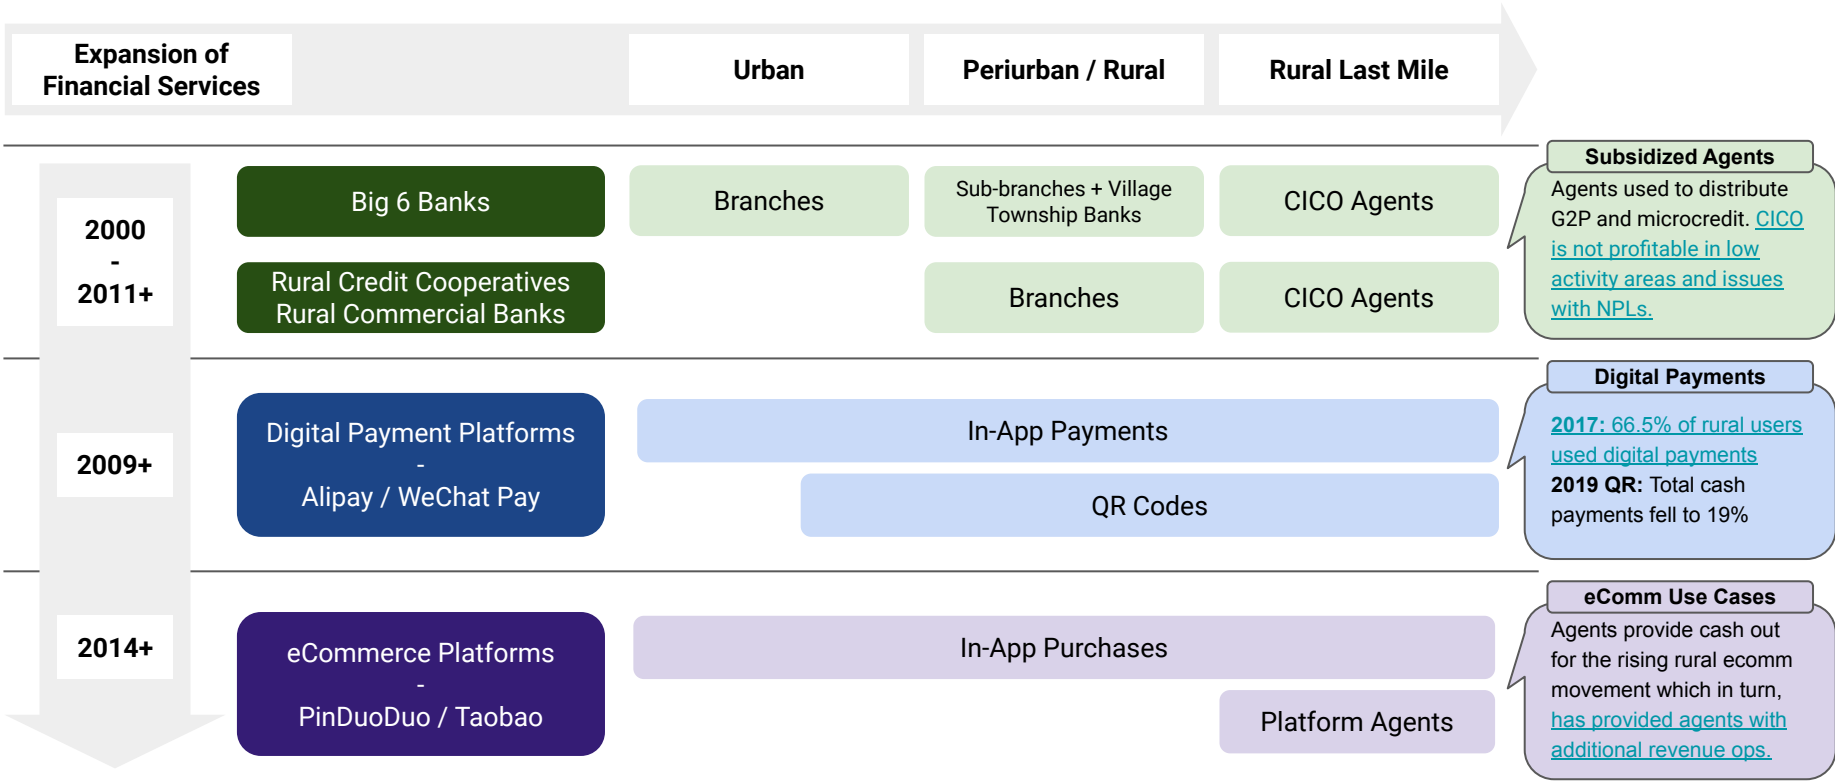 Expansion of
Financial Services
Urban
Periurban / Rural
Rural Last Mile
2000
-
2011+
Big 6 Banks
Branches
Sub-branches + Village
Township Banks
CICO Agents
Rural Credit Cooperatives
Rural Commercial Banks
Branches
CICO Agents
Subsidized Agents
Agents used to distribute
G2P and microcredit. CICO
is not profitable in low
activity areas and issues
with NPLs.
2009+
Digital Payment Platforms
-
Alipay / WeChat Pay
In-App Payments
QR Codes
Digital Payments
2017: 66.5% of rural users
used digital payments
2019 QR: Total cash
payments fell to 19%
2014+
eCommerce Platforms
-
PinDuoDuo / Taobao
In-App Purchases
Platform Agents
eComm Use Cases
Agents provide cash out
for the rising rural ecomm
movement which in turn,
has provided agents with
additional revenue ops.